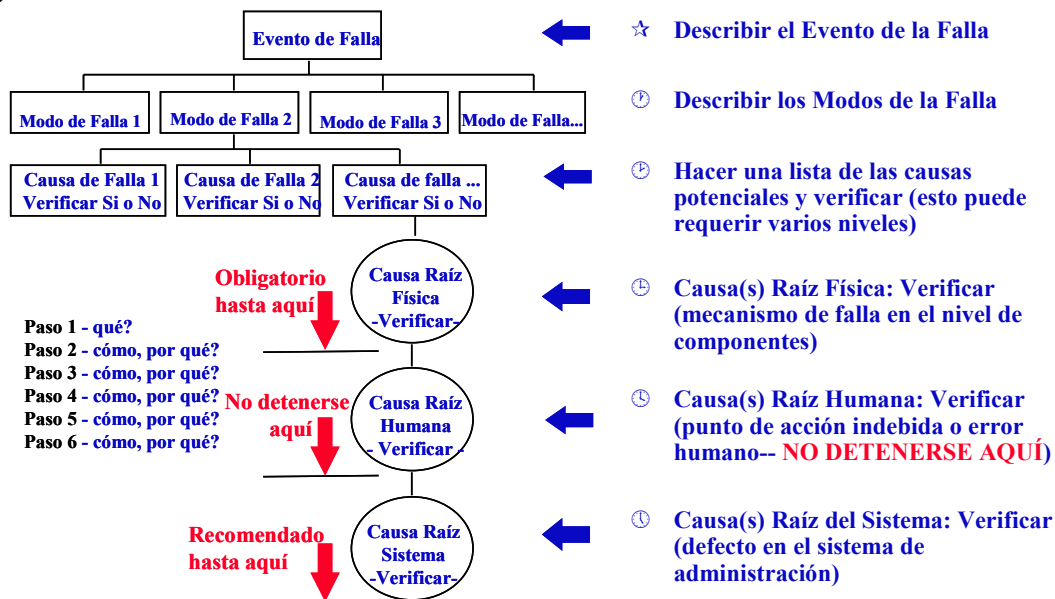 Evento de Falla
☆ Describir el Evento de la Falla
Modo de Falla 1
Modo de Falla 2
Modo de Falla 3
Modo de Falla...
🕐 Describir los Modos de la Falla
Causa de Falla 1
Verificar Si o No
Causa de Falla 2
Verificar Si o No
Causa de falla ...
Verificar Si o No
🕑 Hacer una lista de las causas
potenciales y verificar (esto puede
requerir varios niveles)
Obligatorio
hasta aquí
Causa Raíz
Física
-Verificar-
🕒 Causa(s) Raíz Física: Verificar
(mecanismo de falla en el nivel de
componentes)
Paso 1 - qué?
Paso 2 - cómo, por qué?
Paso 3 - cómo, por qué?
Paso 4 - cómo, por qué?
Paso 5 - cómo, por qué?
Paso 6 - cómo, por qué?
No detenerse
aquí
Causa Raíz
Humana
- Verificar -
🕓 Causa(s) Raíz Humana: Verificar
(punto de acción indebida o error
humano-- NO DETENERSE AQUÍ)
Recomendado
hasta aquí
Causa Raíz
Sistema
-Verificar-
🕔 Causa(s) Raíz del Sistema: Verificar
(defecto en el sistema de
administración)